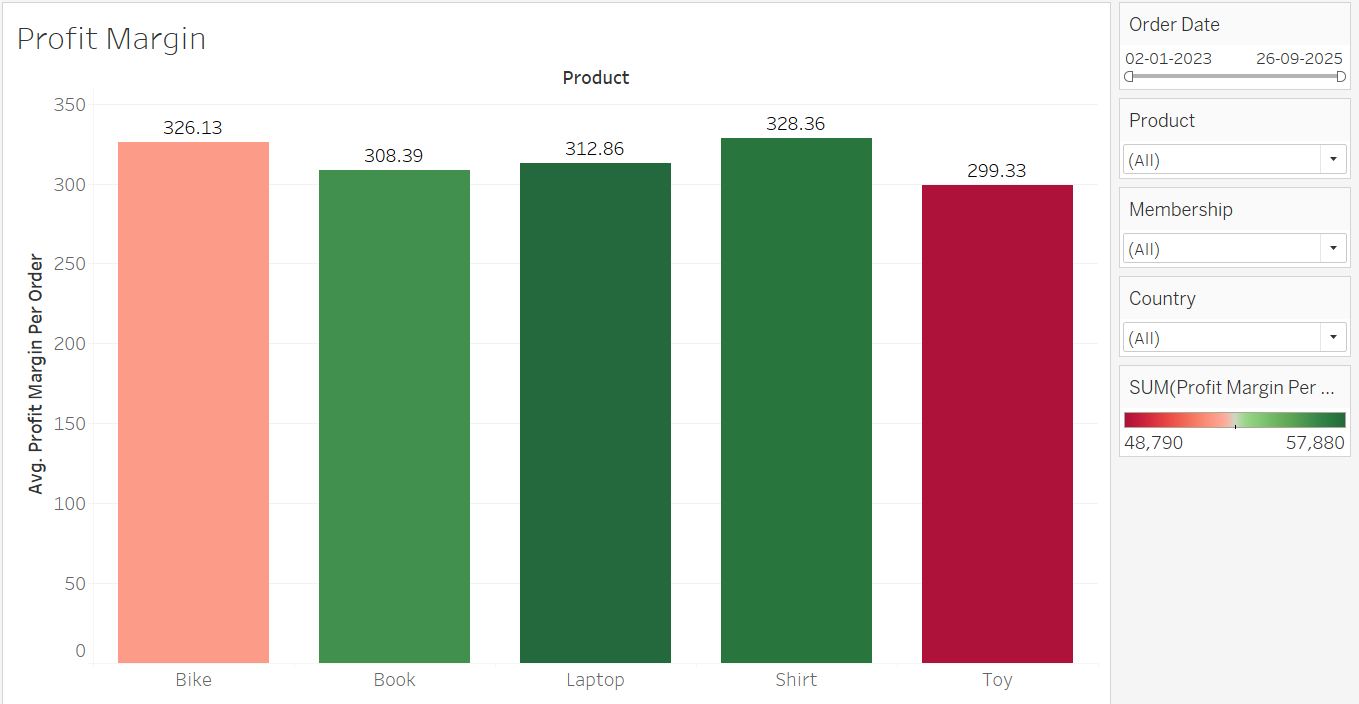 Profit Margin
Product
Avg. Profit Margin Per Order
350
300
250
200
150
100
50
0
326.13
308.39
312.86
328.36
299.33
Bike
Book
Laptop
Shirt
Toy
Order Date
02-01-2023 26-09-2025
Product
(All)
Membership
(All)
Country
(All)
SUM(Profit Margin Per ...
48,790 57,880